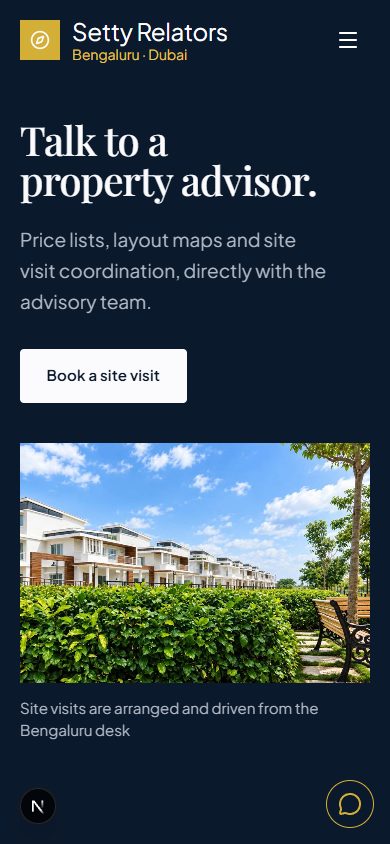 Setty Relators
Bengaluru · Dubai
Talk to a
property advisor.
Price lists, layout maps and site
visit coordination, directly with the
advisory team.
Book a site visit
Site visits are arranged and driven from the
Bengaluru desk
N